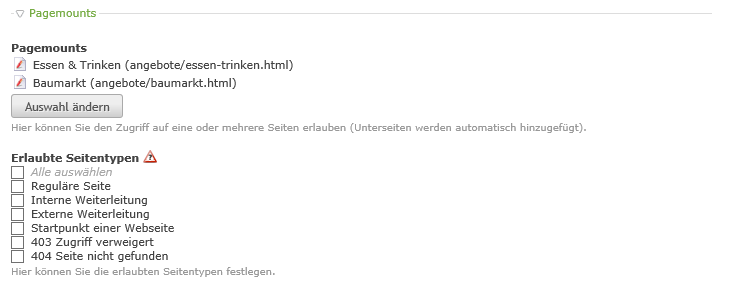 Pagemounts
Pagemounts
Essen & Trinken (angebote/essen-trinken.html)
Baumarkt (angebote/baumarkt.html)
Auswahl ändern
Hier können Sie den Zugriff auf eine oder mehrere Seiten erlauben (Unterseiten werden automatisch hinzugefügt).
Erlaubte Seitentypen
Alle auswählen
Reguläre Seite
Interne Weiterleitung
Externe Weiterleitung
Startpunkt einer Webseite
403 Zugriff verweigert
404 Seite nicht gefunden
Hier können Sie die erlaubten Seitentypen festlegen.